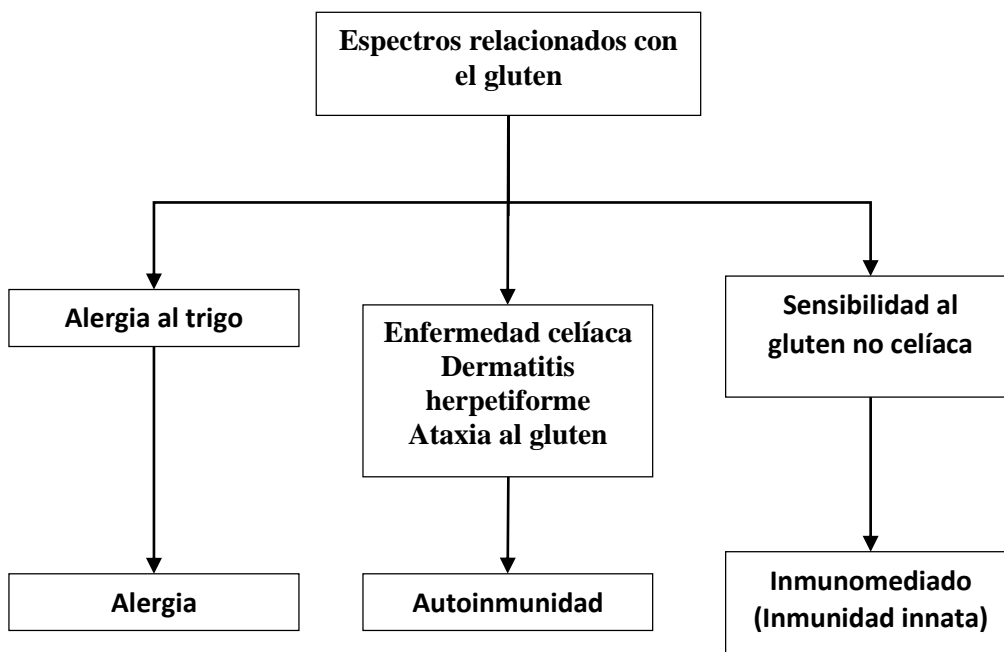 Espectros relacionados con
el gluten
Alergia al trigo
Enfermedad celíaca
Dermatitis
herpetiforme
Ataxia al gluten
Sensibilidad al
gluten no celíaca
Alergia
Autoinmunidad
Inmunomediado
(Inmunidad innata)